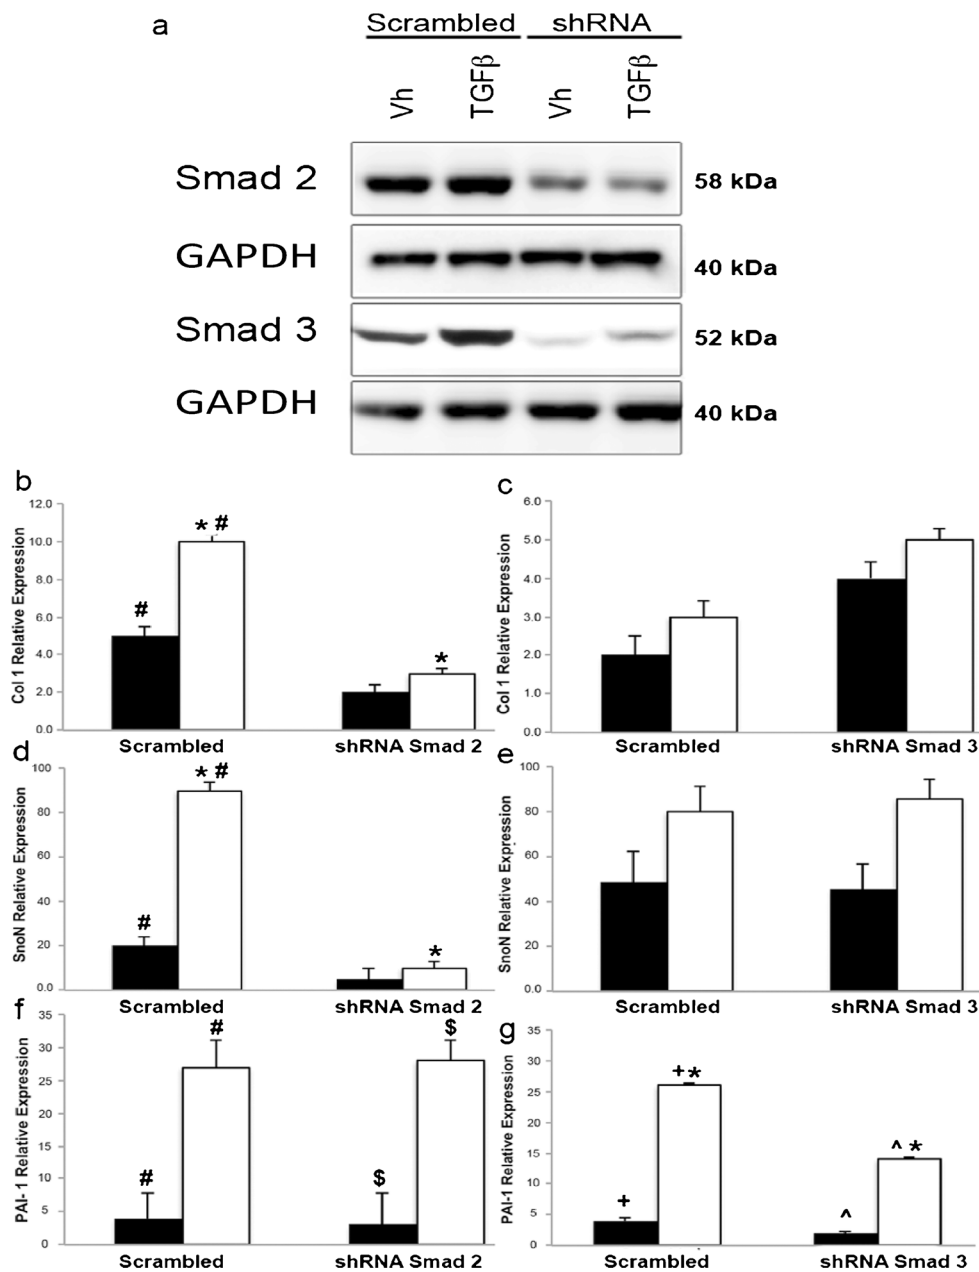 a
Scrambled shRNA
Vh TGFβ Vh TGFβ
Smad 2 58 kDa
GAPDH 40 kDa
Smad 3 52 kDa
GAPDH 40 kDa
b
Col 1 Relative Expression
12.0
10.0
8.0
6.0
4.0
2.0
0.0
#
* #
*
Scrambled shRNA Smad 2
c
Col 1 Relative Expression
6.0
5.0
4.0
3.0
2.0
1.0
0.0
Scrambled shRNA Smad 3
d
SnoN Relative Expression
100
80
60
40
20
0.0
#
* #
*
Scrambled shRNA Smad 2
e
SnoN Relative Expression
100
80
60
40
20
0.0
Scrambled shRNA Smad 3
f
PAI- 1 Relative Expression
35
30
25
20
15
10
5
0
#
#
$
$
Scrambled shRNA Smad 2
g
PAI-1 Relative Expression
35
30
25
20
15
10
5
0
+
+*
^
^ *
Scrambled shRNA Smad 3